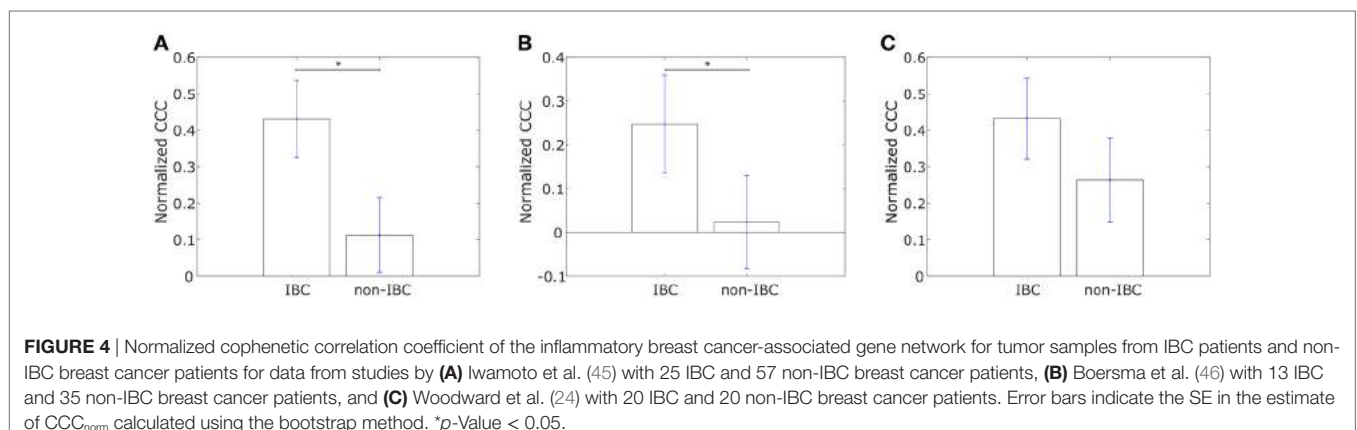 A
0.6
0.5
0.4
0.3
0.2
0.1
0
Normalized CCC
*
IBC non-IBC
B
0.4
0.3
0.2
0.1
0
-0.1
Normalized CCC
*
IBC non-IBC
C
0.6
0.5
0.4
0.3
0.2
0.1
0
Normalized CCC
IBC non-IBC
FIGURE 4 | Normalized cophenetic correlation coefficient of the inflammatory breast cancer-associated gene network for tumor samples from IBC patients and non-
IBC breast cancer patients for data from studies by (A) Iwamoto et al. (45) with 25 IBC and 57 non-IBC breast cancer patients, (B) Boersma et al. (46) with 13 IBC
and 35 non-IBC breast cancer patients, and (C) Woodward et al. (24) with 20 IBC and 20 non-IBC breast cancer patients. Error bars indicate the SE in the estimate
of CCCnorm calculated using the bootstrap method. *p-Value < 0.05.